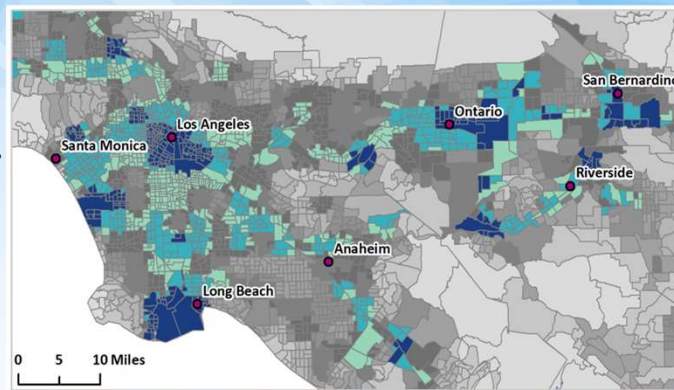 San Bernardino
Ontario
Los Angeles
Santa Monica
Riverside
Anaheim
Long Beach
0 5 10 Miles